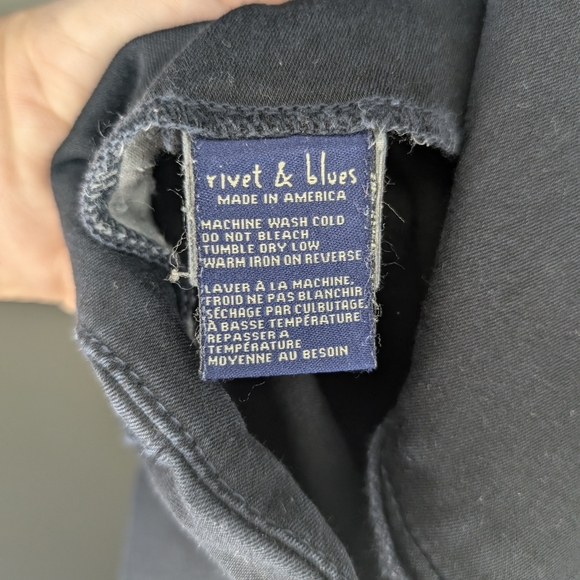 rivet & blues
MADE IN AMERICA
MACHINE WASH COLD
DO NOT BLEACH
TUMBLE DRY LOW
WARM IRON ON REVERSE
LAVER À LA MACHINE,
FROID NE PAS BLANCHIR
SÉCHAGE PAR CULBUTAGE,
À BASSE TEMPÉRATURE
REPASSER A
TEMPÉRATURE
MOYENNE AU BESOIN